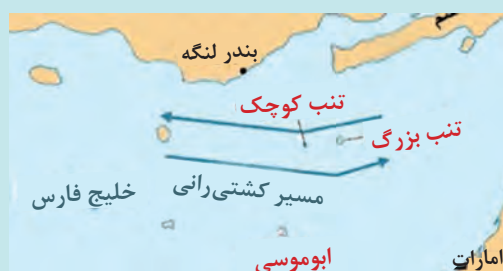 بندر لنگه
تنب کوچک
تنب بزرگ
مسیر کشتی‌رانی
خلیج فارس
ابوموسی
امارات